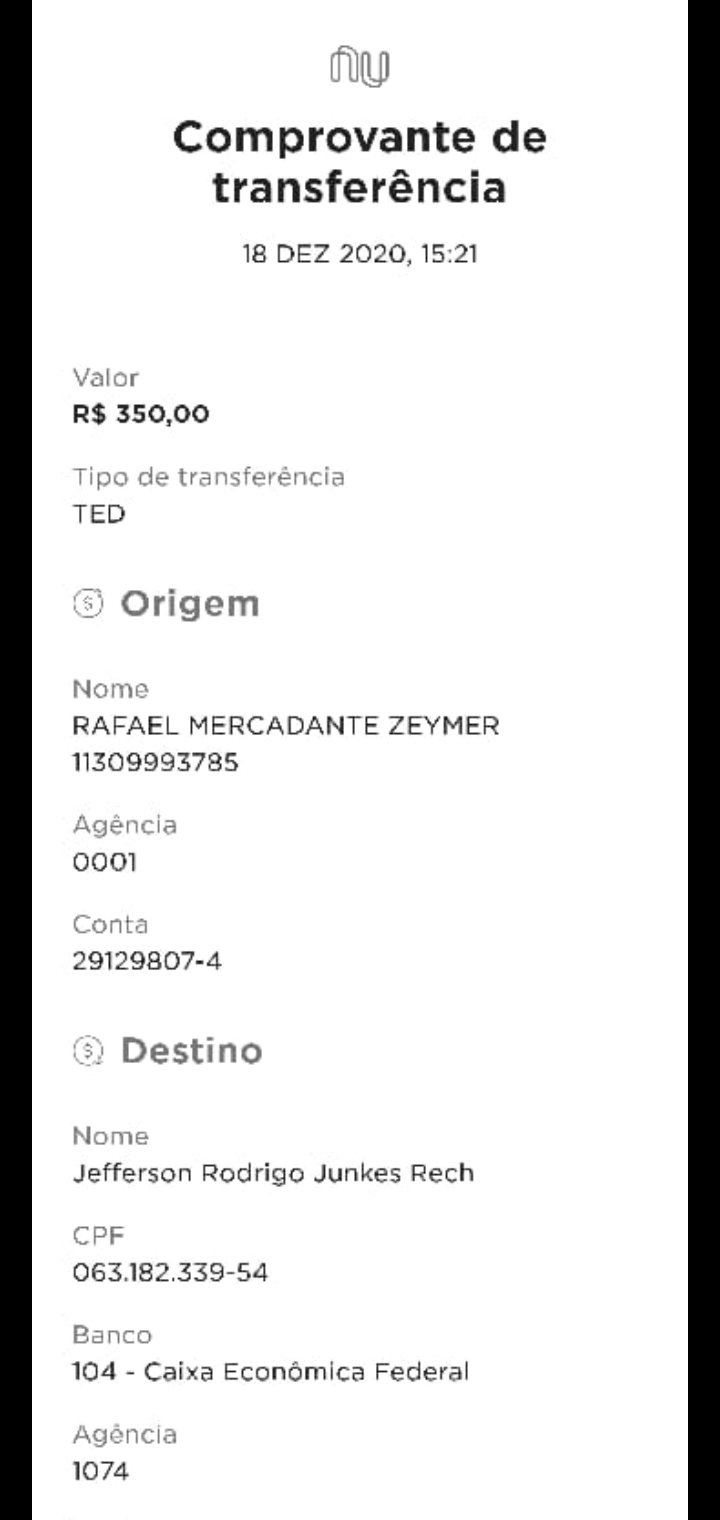 nu
Comprovante de
transferência
18 DEZ 2020, 15:21
Valor
R$ 350,00
Tipo de transferência
TED
Origem
Nome
RAFAEL MERCADANTE ZEYMER
11309993785
Agência
0001
Conta
29129807-4
Destino
Nome
Jefferson Rodrigo Junkes Rech
CPF
063.182.339-54
Banco
104 - Caixa Econômica Federal
Agência
1074